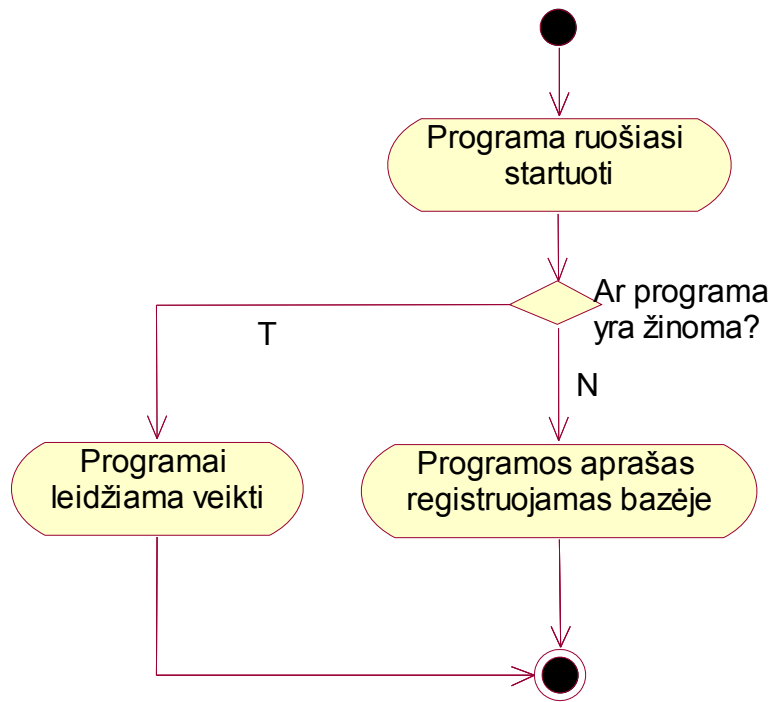 Programa ruošiasi
startuoti
Ar programa
yra žinoma?
T
N
Programai
leidžiama veikti
Programos aprašas
registruojamas bazėje